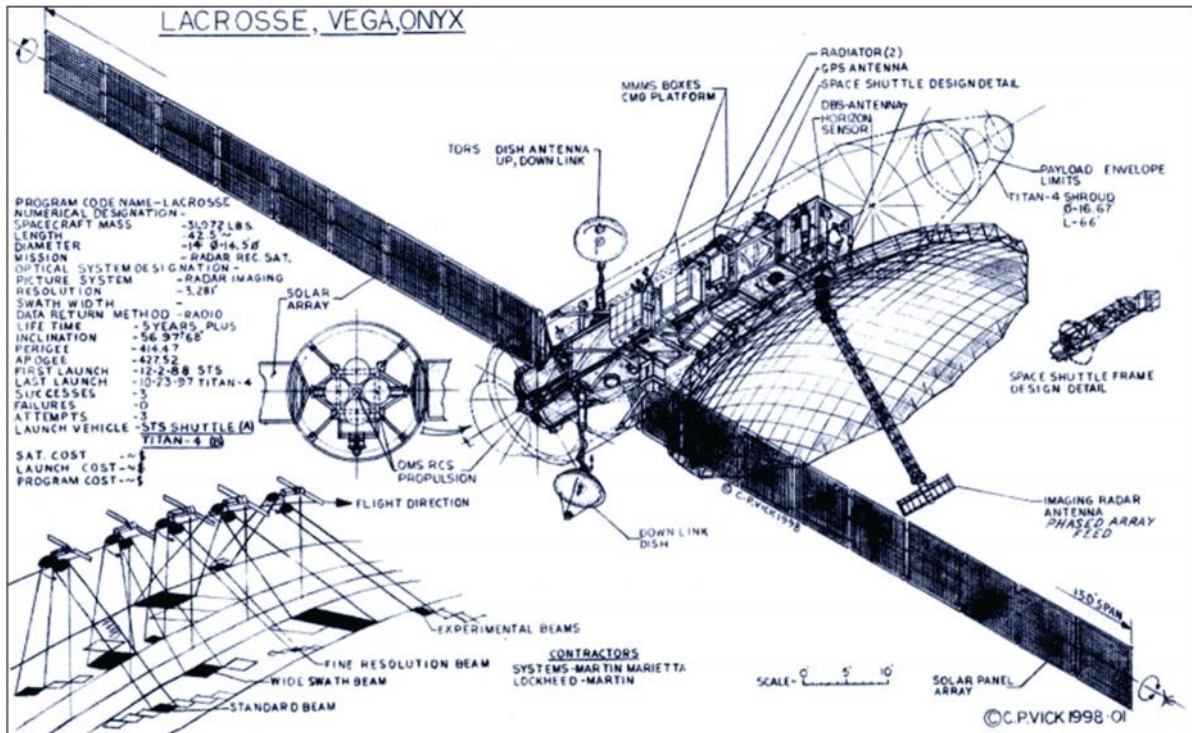 LACROSSE, VEGA, ONYX
RADIATOR (2)
GPS ANTENNA
SPACE SHUTTLE DESIGN DETAIL
MMMS BOXES
CMG PLATFORM
DBS-ANTENNA
HORIZON
SENSOR
TDRS DISH ANTENNA
UP, DOWN LINK
PAYLOAD ENVELOPE
LIMITS
TITAN-4 SHROUD
Ø-16.67
L-66'
PROGRAM CODE NAME-LACROSSE
NUMERICAL DESIGNATION -
SPACECRAFT MASS -31,972 LBS.
LENGTH -42.5'~
DIAMETER -14' Ø-14.5'Ø
MISSION -RADAR REC. SAT.
OPTICAL SYSTEM DESIGNATION -
PICTURE SYSTEM -RADAR IMAGING
RESOLUTION -3.281'
SWATH WIDTH -
DATA RETURN METHOD -RADIO
LIFE TIME -5 YEARS, PLUS
INCLINATION -56.97°68°
PERIGEE -414.47
APOGEE -427.52
FIRST LAUNCH -12-2-88 STS
LAST LAUNCH -10-23-97 TITAN-4
SUCCESSES -3
FAILURES -0
ATTEMPTS -3
LAUNCH VEHICLE -STS SHUTTLE (A)
TITAN-4 (B)
SAT. COST -~$
LAUNCH COST-~$
PROGRAM COST-~$
SOLAR
ARRAY
SPACE SHUTTLE FRAME
DESIGN DETAIL
OMS RCS
PROPULSION
© C.P.VICK 1998
IMAGING RADAR
ANTENNA
PHASED ARRAY
FEED
DOWN LINK
DISH
FLIGHT DIRECTION
150' SPAN
EXPERIMENTAL BEAMS
FINE RESOLUTION BEAM
WIDE SWATH BEAM
STANDARD BEAM
CONTRACTORS
SYSTEMS-MARTIN MARIETTA
LOCKHEED-MARTIN
SCALE- 0' 5' 10'
SOLAR PANEL
ARRAY
©C.P.VICK 1998-01